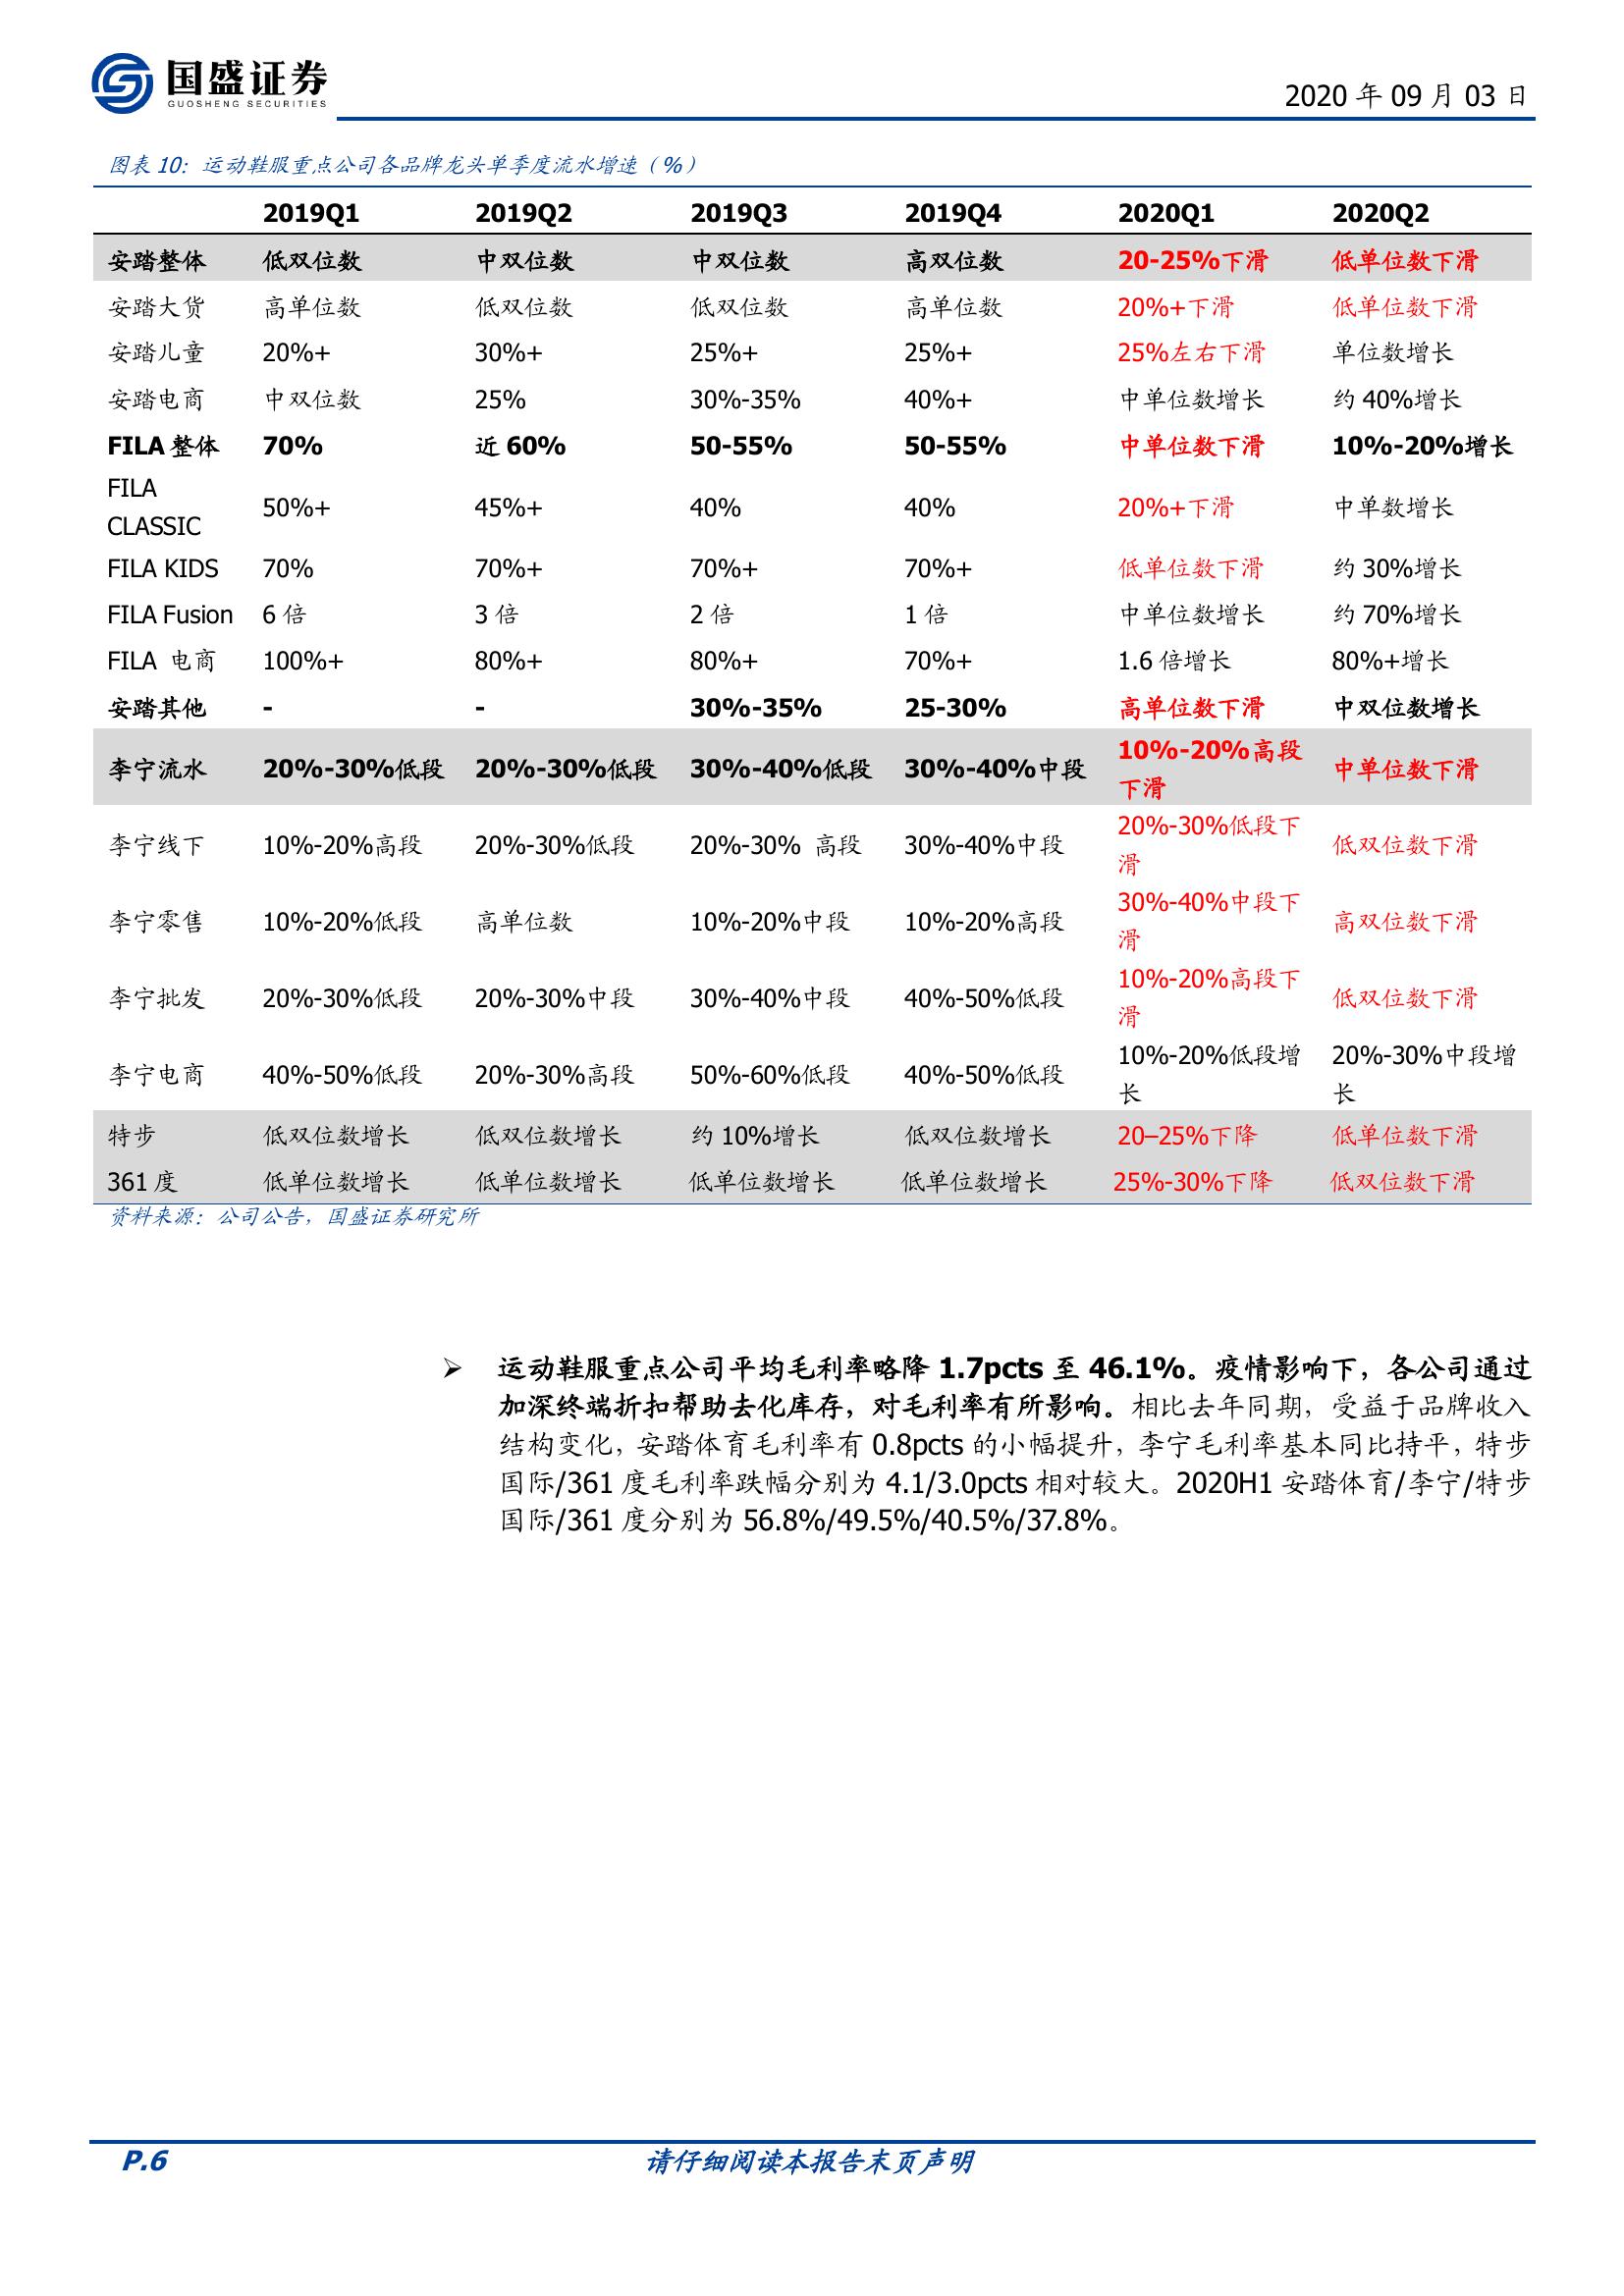 国盛证券
GUOSHENG SECURITIES
2020 年 09 月 03 日
图表 10：运动鞋服重点公司各品牌龙头单季度流水增速（%）
2019Q1 2019Q2 2019Q3 2019Q4 2020Q1 2020Q2
安踏整体 低双位数 中双位数 中双位数 高双位数 20-25%下滑 低单位数下滑
安踏大货 高单位数 低双位数 低双位数 高单位数 20%+下滑 低单位数下滑
安踏儿童 20%+ 30%+ 25%+ 25%+ 25%左右下滑 单位数增长
安踏电商 中双位数 25% 30%-35% 40%+ 中单位数增长 约 40%增长
FILA 整体 70% 近 60% 50-55% 50-55% 中单位数下滑 10%-20%增长
FILA
CLASSIC 50%+ 45%+ 40% 40% 20%+下滑 中单数增长
FILA KIDS 70% 70%+ 70%+ 70%+ 低单位数下滑 约 30%增长
FILA Fusion 6 倍 3 倍 2 倍 1 倍 中单位数增长 约 70%增长
FILA 电商 100%+ 80%+ 80%+ 70%+ 1.6 倍增长 80%+增长
安踏其他 - - 30%-35% 25-30% 高单位数下滑 中双位数增长
李宁流水 20%-30%低段 20%-30%低段 30%-40%低段 30%-40%中段 10%-20%高段
下滑 中单位数下滑
李宁线下 10%-20%高段 20%-30%低段 20%-30% 高段 30%-40%中段 20%-30%低段下
滑 低双位数下滑
李宁零售 10%-20%低段 高单位数 10%-20%中段 10%-20%高段 30%-40%中段下
滑 高双位数下滑
李宁批发 20%-30%低段 20%-30%中段 30%-40%中段 40%-50%低段 10%-20%高段下
滑 低双位数下滑
李宁电商 40%-50%低段 20%-30%高段 50%-60%低段 40%-50%低段 10%-20%低段增 20%-30%中段增
长 长
特步 低双位数增长 低双位数增长 约 10%增长 低双位数增长 20–25%下降 低单位数下滑
361 度 低单位数增长 低单位数增长 低单位数增长 低单位数增长 25%-30%下降 低双位数下滑
资料来源：公司公告，国盛证券研究所
➢ 运动鞋服重点公司平均毛利率略降 1.7pcts 至 46.1%。疫情影响下，各公司通过
加深终端折扣帮助去化库存，对毛利率有所影响。相比去年同期，受益于品牌收入
结构变化，安踏体育毛利率有 0.8pcts 的小幅提升，李宁毛利率基本同比持平，特步
国际/361 度毛利率跌幅分别为 4.1/3.0pcts 相对较大。2020H1 安踏体育/李宁/特步
国际/361 度分别为 56.8%/49.5%/40.5%/37.8%。
P.6 请仔细阅读本报告末页声明